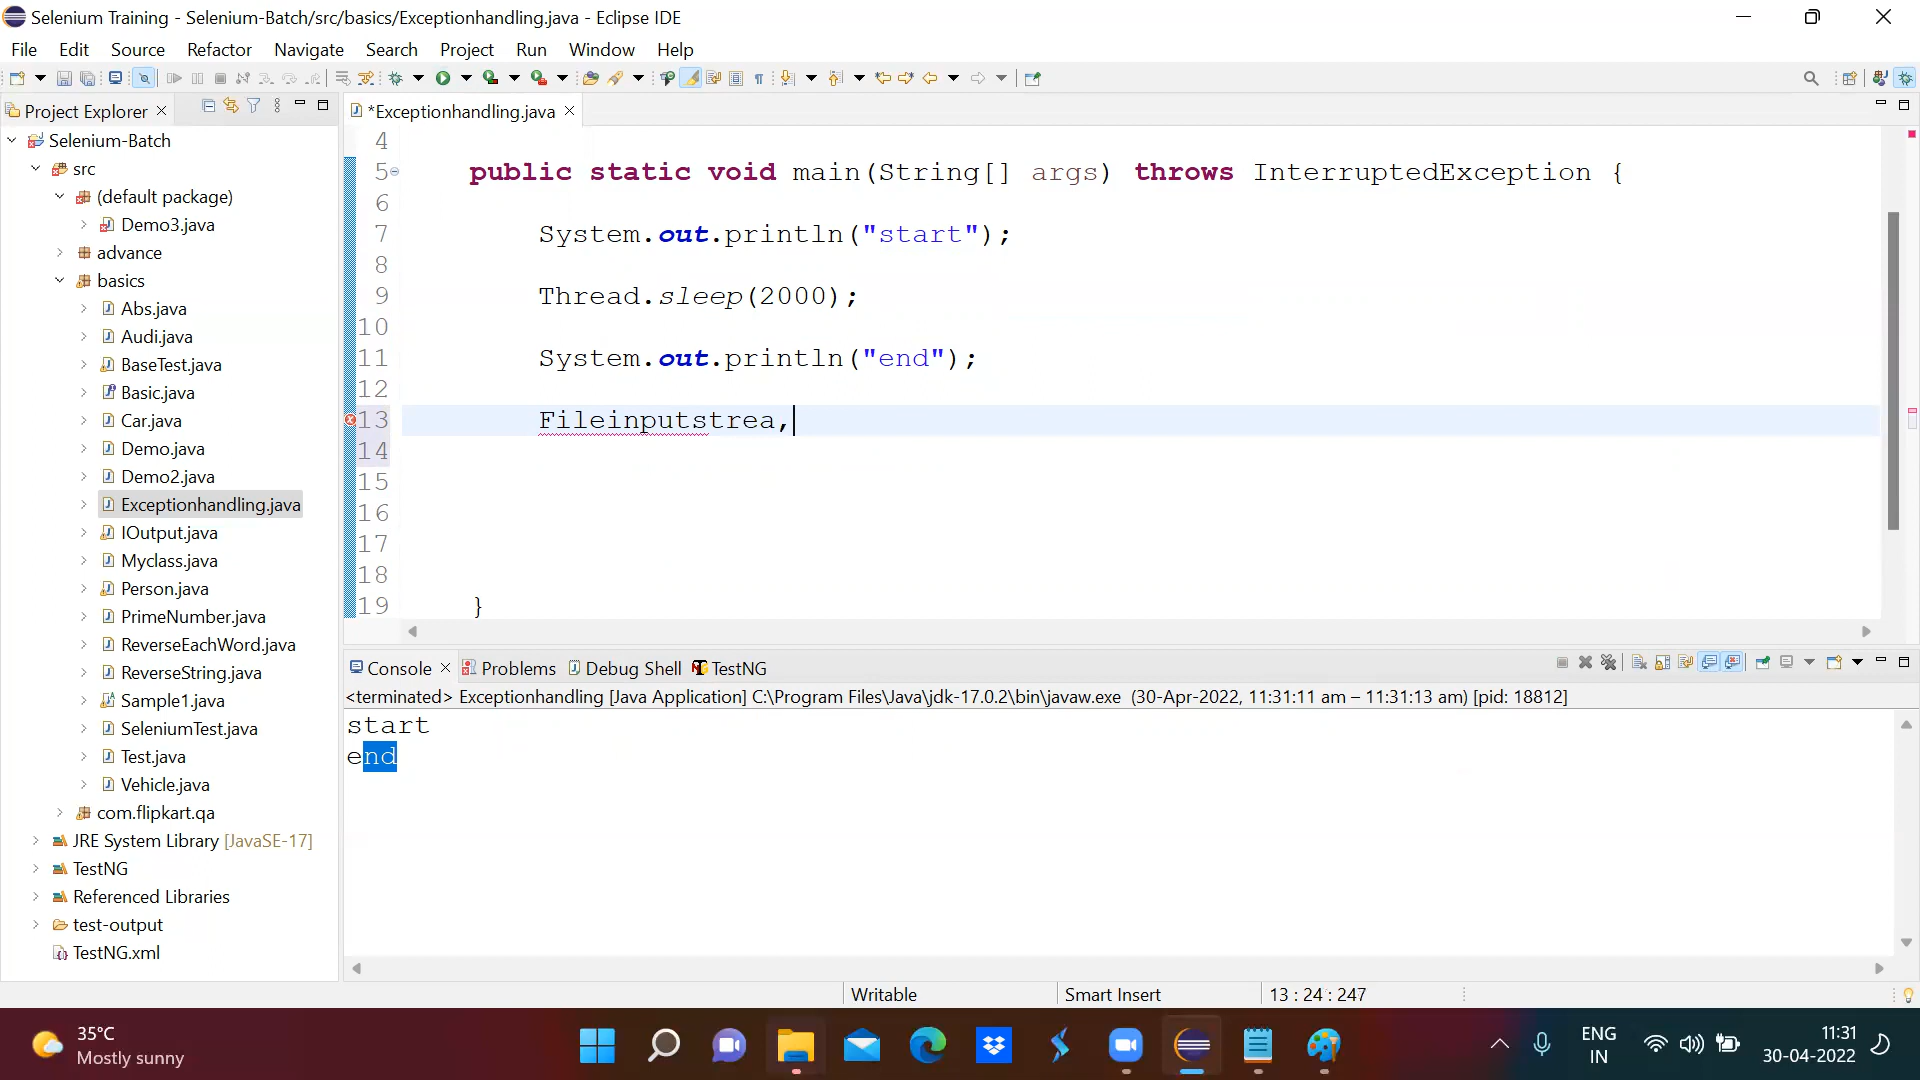 Selenium Training - Selenium-Batch/src/basics/Exceptionhandling.java - Eclipse IDE
File Edit Source Refactor Navigate Search Project Run Window Help
Project Explorer
*Exceptionhandling.java
Selenium-Batch
src
(default package)
Demo3.java
advance
basics
Abs.java
Audi.java
BaseTest.java
Basic.java
Car.java
Demo.java
Demo2.java
Exceptionhandling.java
IOutput.java
Myclass.java
Person.java
PrimeNumber.java
ReverseEachWord.java
ReverseString.java
Sample1.java
SeleniumTest.java
Test.java
Vehicle.java
com.flipkart.qa
JRE System Library [JavaSE-17]
TestNG
Referenced Libraries
test-output
TestNG.xml
4
5 public static void main(String[] args) throws InterruptedException {
6
7 System.out.println("start");
8
9 Thread.sleep(2000);
10
11 System.out.println("end");
12
13 Fileinputstrea,
14
15
16
17
18
19 }
Console Problems Debug Shell TestNG
<terminated> Exceptionhandling [Java Application] C:\Program Files\Java\jdk-17.0.2\bin\javaw.exe (30-Apr-2022, 11:31:11 am – 11:31:13 am) [pid: 18812]
start
end
Writable Smart Insert 13 : 24 : 247
35°C
Mostly sunny
ENG
IN
11:31
30-04-2022